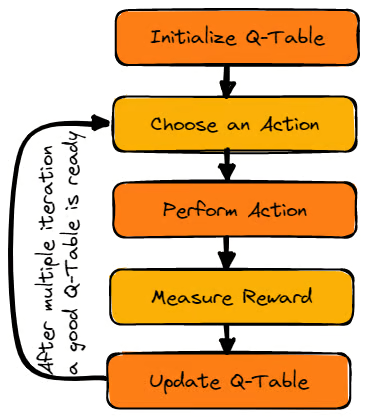 Initialize Q-Table
Choose an Action
Perform Action
Measure Reward
Update Q-Table
After multiple iteration
a good Q-Table is ready